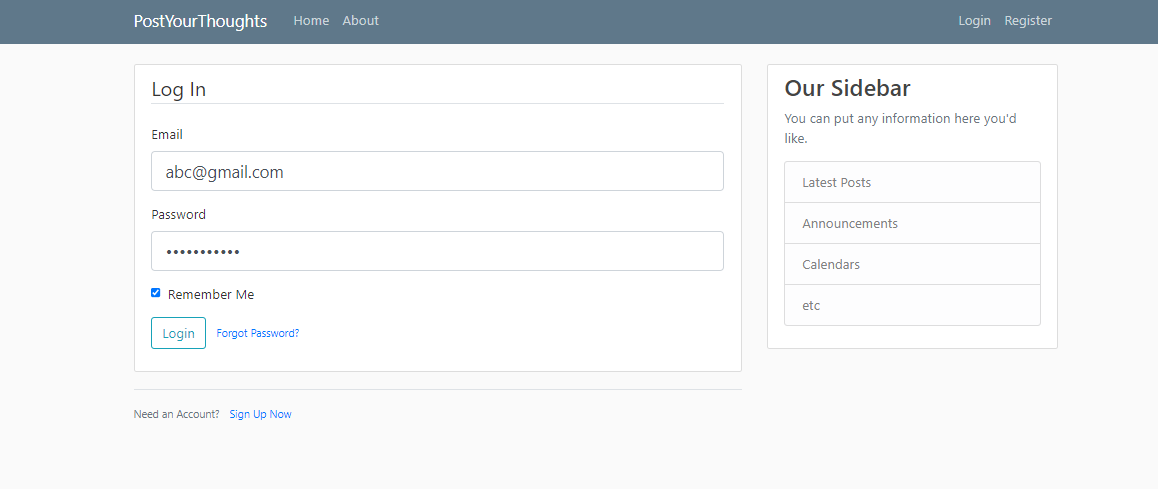 PostYourThoughts Home About Login Register
Log In
Email
abc@gmail.com
Password
•••••••••••
Remember Me
Login Forgot Password?
Need an Account? Sign Up Now
Our Sidebar
You can put any information here you'd
like.
Latest Posts
Announcements
Calendars
etc